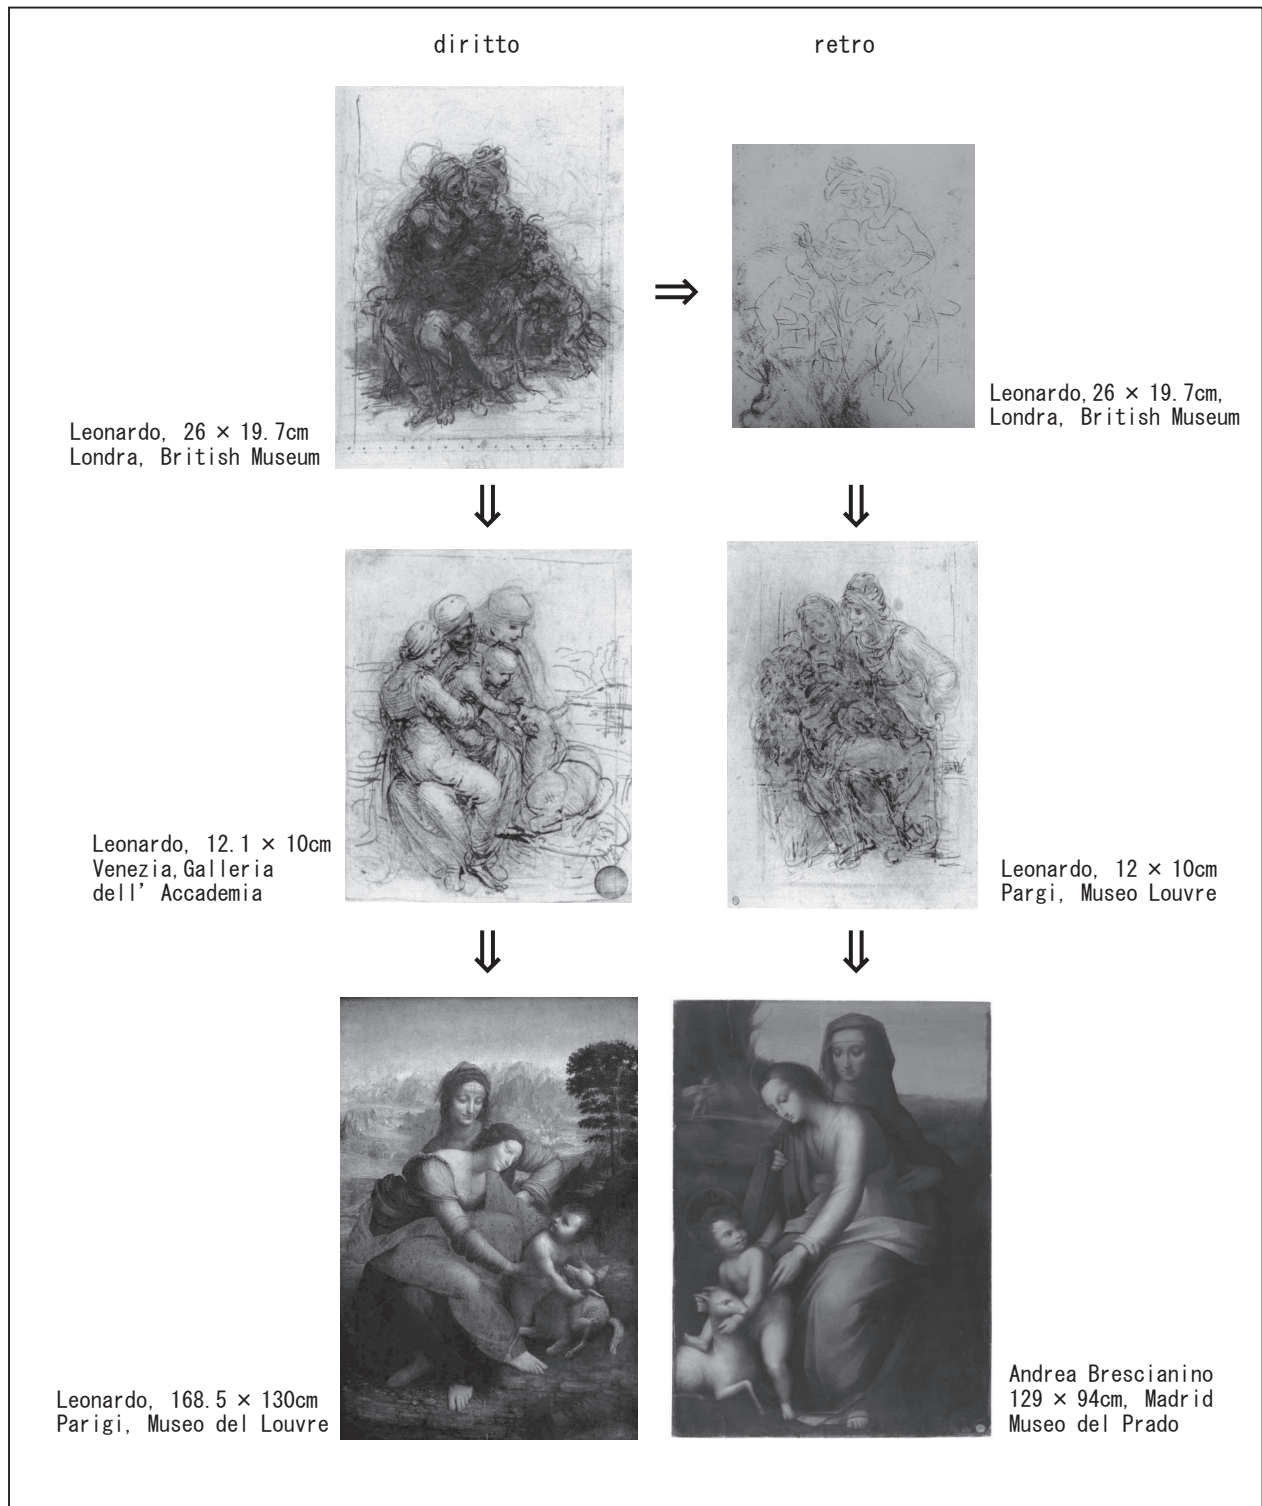 diritto
retro
Leonardo, 26 × 19.7cm
Londra, British Museum
Leonardo, 26 × 19.7cm,
Londra, British Museum
Leonardo, 12.1 × 10cm
Venezia, Galleria
dell' Accademia
Leonardo, 12 × 10cm
Pargi, Museo Louvre
Leonardo, 168.5 × 130cm
Parigi, Museo del Louvre
Andrea Brescianino
129 × 94cm, Madrid
Museo del Prado